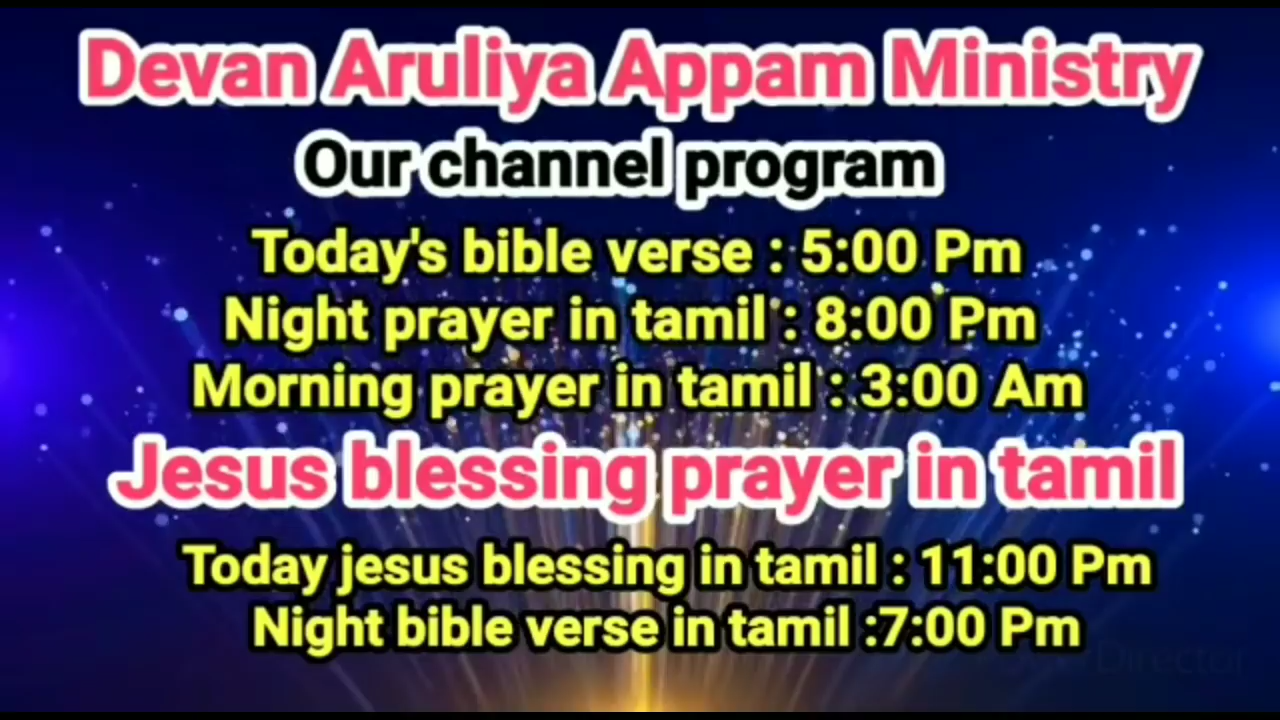 Devan Aruliya Appam Ministry
Our channel program
Today's bible verse : 5:00 Pm
Night prayer in tamil : 8:00 Pm
Morning prayer in tamil : 3:00 Am
Jesus blessing prayer in tamil
Today jesus blessing in tamil : 11:00 Pm
Night bible verse in tamil :7:00 Pm
Director